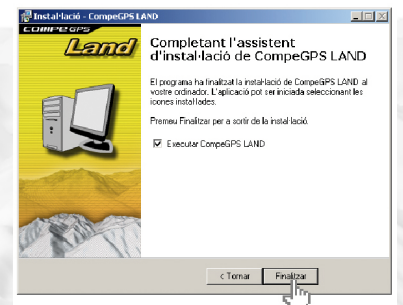 Instal·lació - CompeGPS LAND
COMPE GPS
Land
Completant l'assistent
d'instal·lació de CompeGPS LAND
El programa ha finalitzat la instal·lació de CompeGPS LAND al
vostre ordinador. L'aplicació pot ser iniciada seleccionant les
icones instal·lades.
Premeu Finalitzar per a sortir de la instal·lació.
Executar CompeGPS LAND
< Tornar
Finalitzar